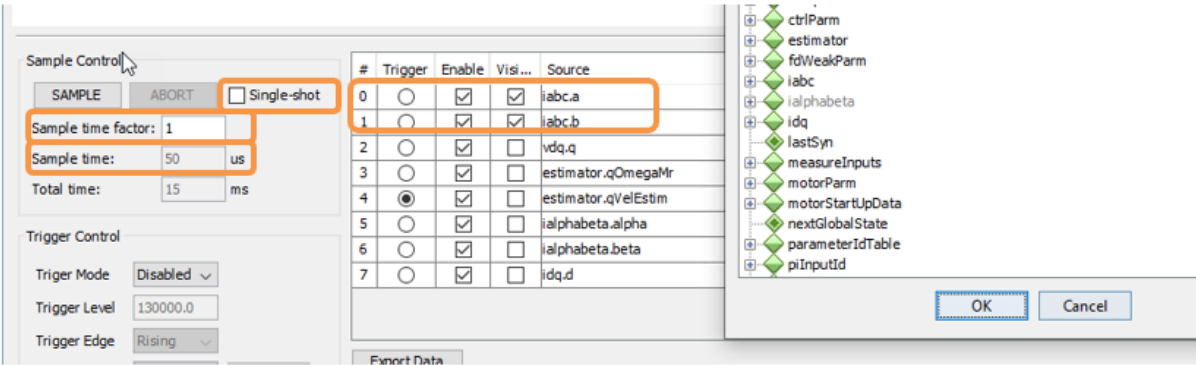 Sample Control
SAMPLE ABORT Single-shot
Sample time factor: 1
Sample time: 50 us
Total time: 15 ms
Trigger Control
Triger Mode Disabled
Trigger Level 130000.0
Trigger Edge Rising
# Trigger Enable Visi... Source
0 iabc.a
1 iabc.b
2 vdq.q
3 estimator.qOmegaMr
4 estimator.qVelEstim
5 ialphabeta.alpha
6 ialphabeta.beta
7 idq.d
Export Data
ctrlParm
estimator
fdWeakParm
iabc
ialphabeta
idq
lastSyn
measureInputs
motorParm
motorStartUpData
nextGlobalState
parameterIdTable
piInputId
OK Cancel